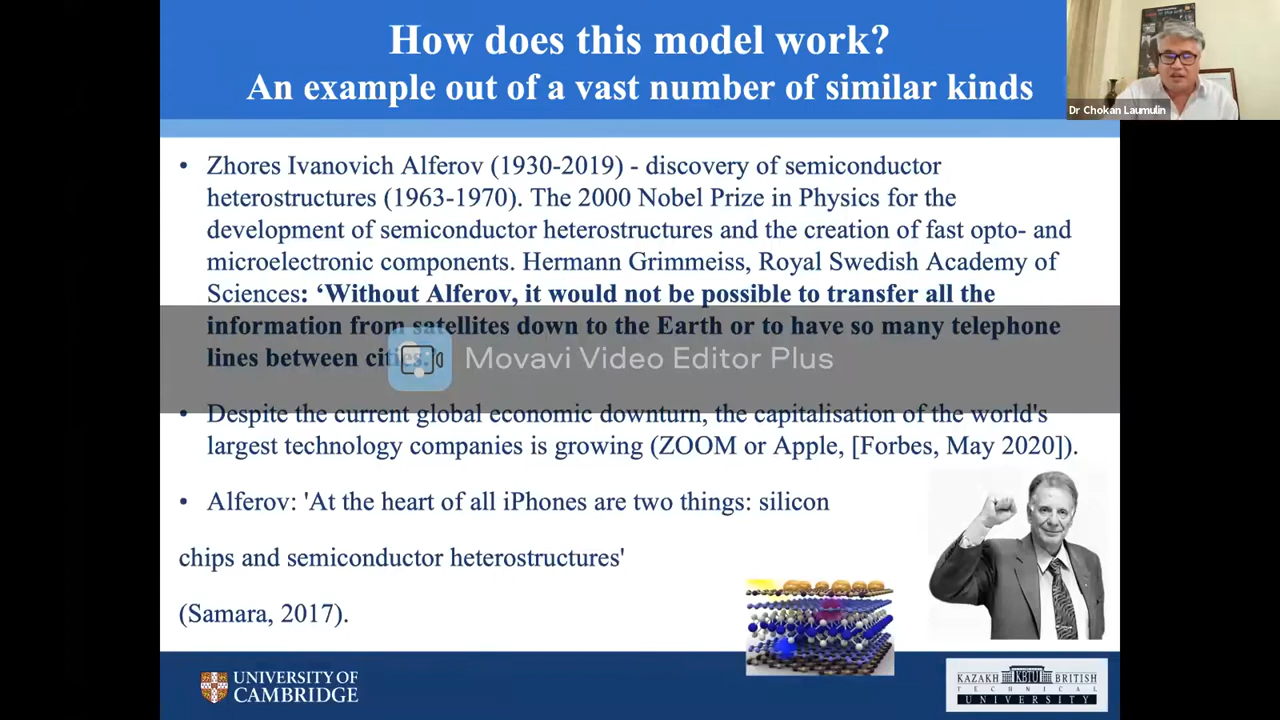 How does this model work?
An example out of a vast number of similar kinds
Dr Chokan Laumulin
• Zhores Ivanovich Alferov (1930-2019) - discovery of semiconductor
heterostructures (1963-1970). The 2000 Nobel Prize in Physics for the
development of semiconductor heterostructures and the creation of fast opto- and
microelectronic components. Hermann Grimmeiss, Royal Swedish Academy of
Sciences: ‘Without Alferov, it would not be possible to transfer all the
information from satellites down to the Earth or to have so many telephone
lines between cities.’
Movavi Video Editor Plus
• Despite the current global economic downturn, the capitalisation of the world's
largest technology companies is growing (ZOOM or Apple, [Forbes, May 2020]).
• Alferov: 'At the heart of all iPhones are two things: silicon
chips and semiconductor heterostructures'
(Samara, 2017).
UNIVERSITY OF
CAMBRIDGE
KAZAKH KBTU BRITISH
TECHNICAL
UNIVERSITY